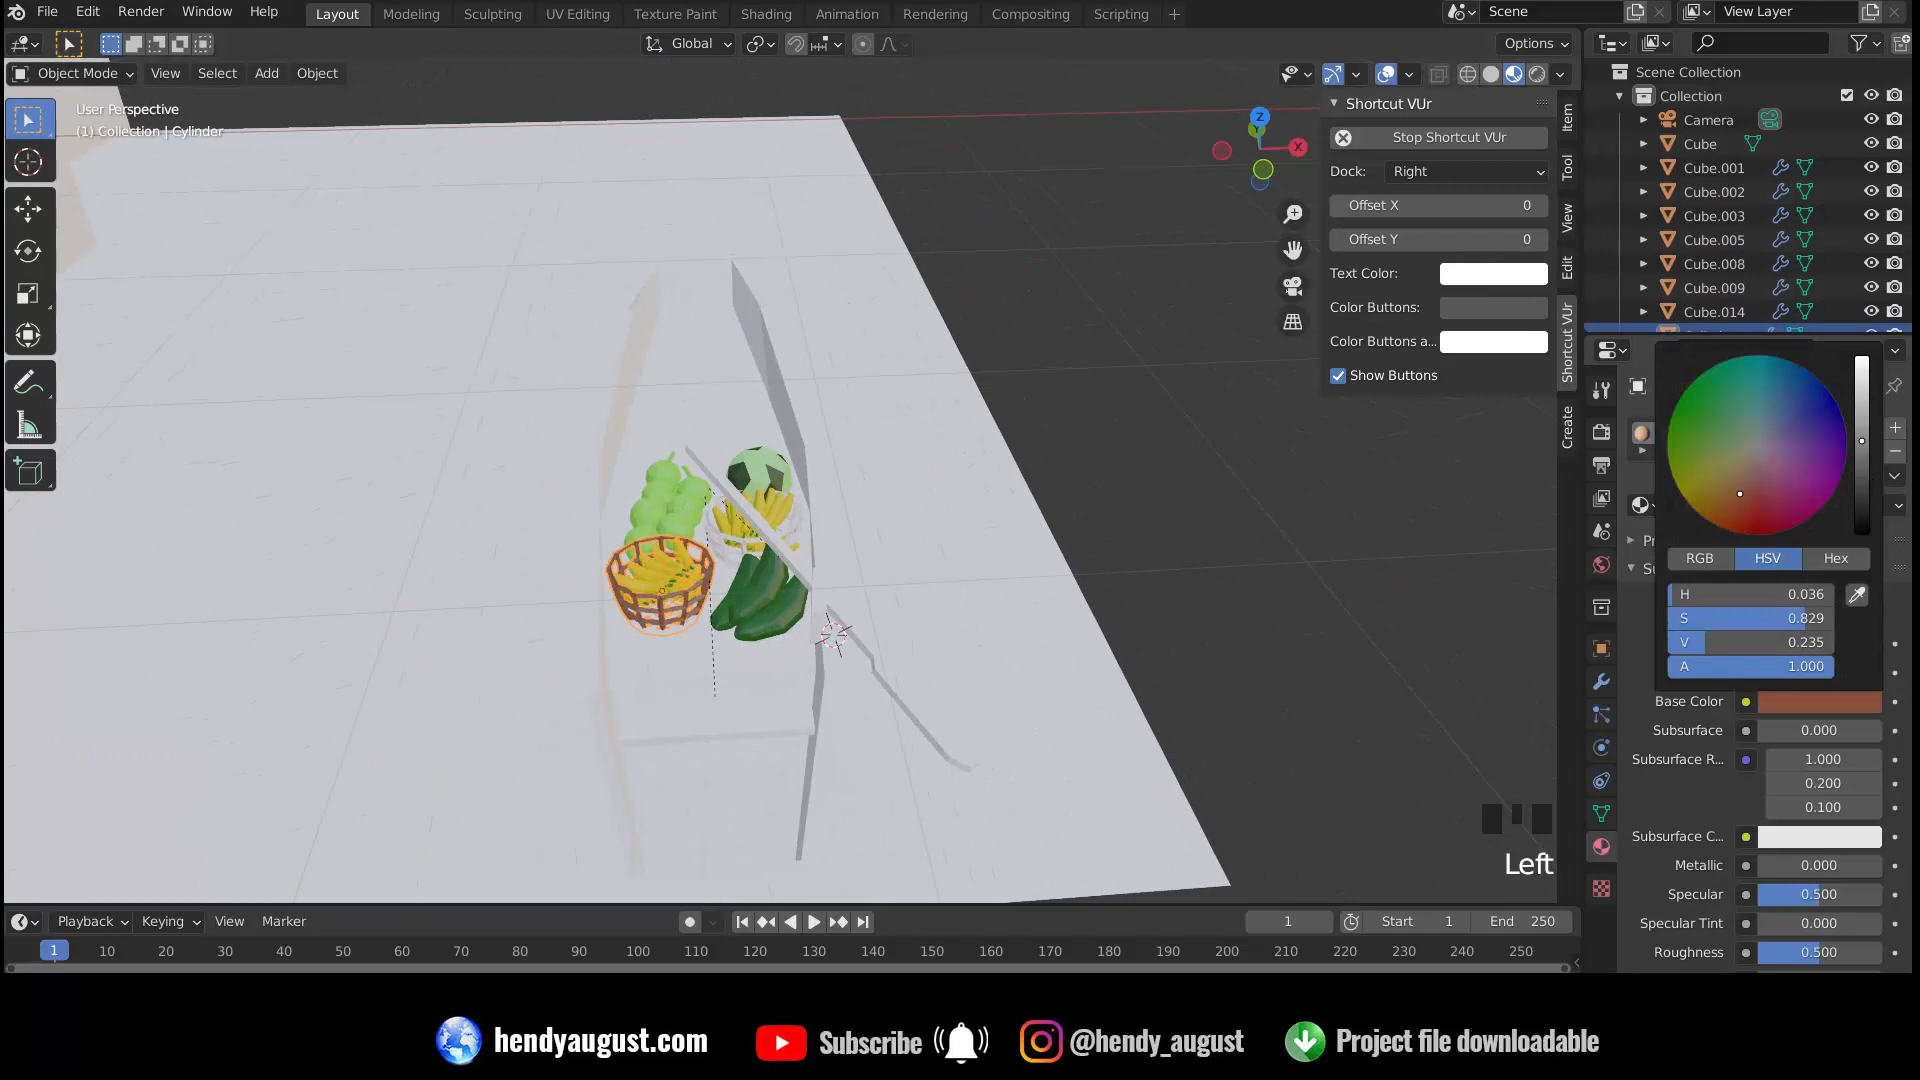 File Edit Render Window Help Layout Modeling Sculpting UV Editing Texture Paint Shading Animation Rendering Compositing Scripting + Scene View Layer
Global Options
Object Mode View Select Add Object
User Perspective
(1) Collection | Cylinder
Z
X
Y
Shortcut VUr
Stop Shortcut VUr
Dock: Right
Offset X 0
Offset Y 0
Text Color:
Color Buttons:
Color Buttons a...
Show Buttons
Item
Tool
View
Edit
Shortcut VUr
Create
Scene Collection
Collection
Camera
Cube
Cube.001
Cube.002
Cube.003
Cube.005
Cube.008
Cube.009
Cube.014
RGB HSV Hex
H 0.036
S 0.829
V 0.235
A 1.000
Base Color
Subsurface 0.000
Subsurface R... 1.000
0.200
0.100
Subsurface C...
Metallic 0.000
Specular 0.500
Specular Tint 0.000
Roughness 0.500
Left
Playback Keying View Marker 1 Start 1 End 250
1 10 20 30 40 50 60 70 80 90 100 110 120 130 140 150 160 170 180 190 200 210 220 230 240 250
hendyaugust.com Subscribe @hendy_august Project file downloadable